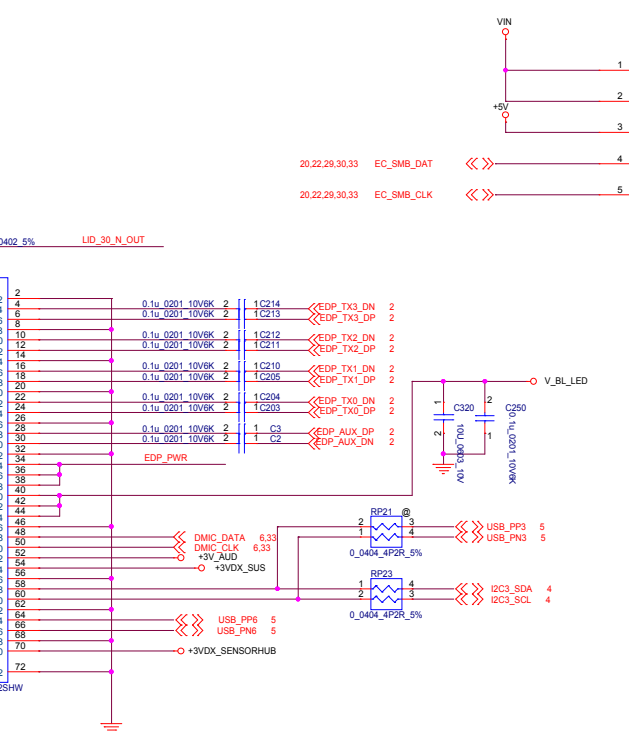 VIN
1
2
+5V
3
20,22,29,30,33 EC_SMB_DAT 4
20,22,29,30,33 EC_SMB_CLK 5
0402_5% LID_30_N_OUT
2
4 0.1u_0201_10V6K 2 1 C214 EDP_TX3_DN 2
6 0.1u_0201_10V6K 2 1 C213 EDP_TX3_DP 2
8
10 0.1u_0201_10V6K 2 1 C212 EDP_TX2_DN 2
12 0.1u_0201_10V6K 2 1 C211 EDP_TX2_DP 2
14
16 0.1u_0201_10V6K 2 1 C210 EDP_TX1_DN 2
18 0.1u_0201_10V6K 2 1 C205 EDP_TX1_DP 2
20
22 0.1u_0201_10V6K 2 1 C204 EDP_TX0_DN 2
24 0.1u_0201_10V6K 2 1 C203 EDP_TX0_DP 2
26
28 0.1u_0201_10V6K 2 1 C3 EDP_AUX_DP 2
30 0.1u_0201_10V6K 2 1 C2 EDP_AUX_DN 2
32
34 EDP_PWR
36
38
40
42
44
46
48 DMIC_DATA 6,33
50 DMIC_CLK 6,33
52 +3V_AUD
54 +3VDX_SUS
56
58
60
62
64 USB_PP6 5
66 USB_PN6 5
68
70 +3VDX_SENSORHUB
72
2SHW
V_BL_LED
1 C320 2 10U_0603_10V
2 C250 1 0.1u_0201_10V6K
RP21 @
2 3 USB_PP3 5
1 4 USB_PN3 5
0_0404_4P2R_5%
RP23
1 4 I2C3_SDA 4
2 3 I2C3_SCL 4
0_0404_4P2R_5%